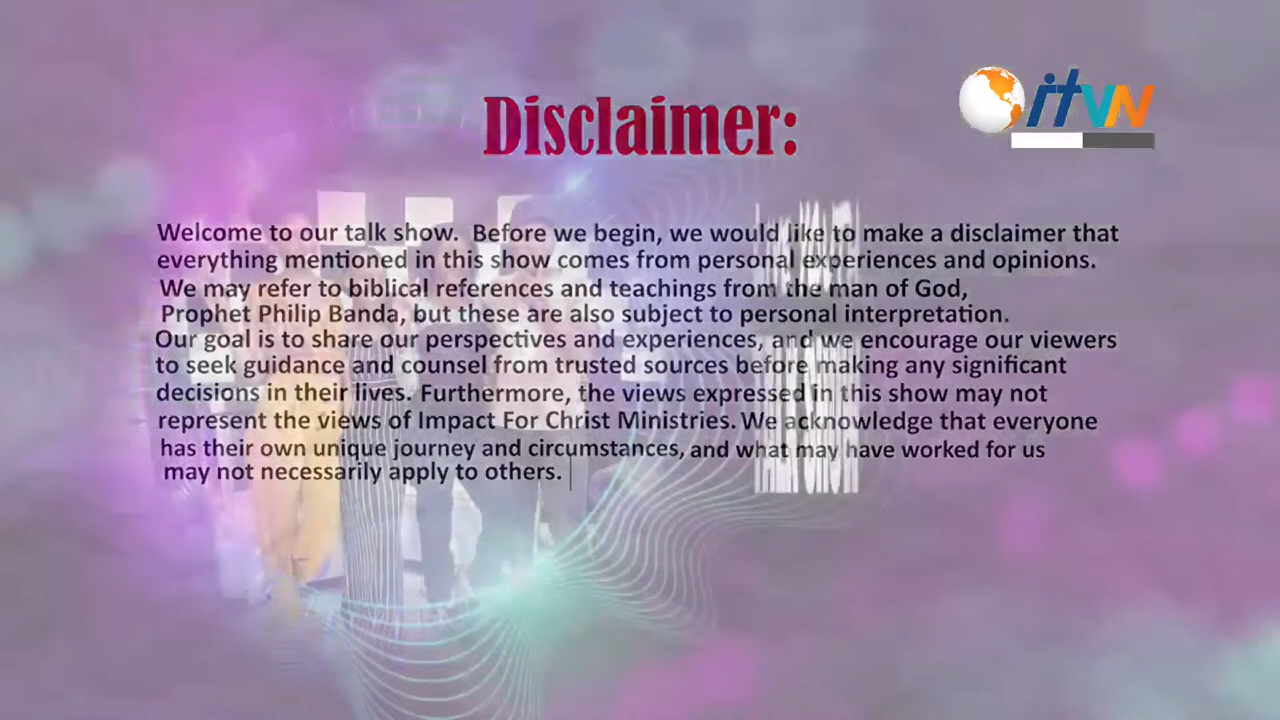 itvn
Disclaimer:
Welcome to our talk show. Before we begin, we would like to make a disclaimer that
everything mentioned in this show comes from personal experiences and opinions.
We may refer to biblical references and teachings from the man of God,
Prophet Philip Banda, but these are also subject to personal interpretation.
Our goal is to share our perspectives and experiences, and we encourage our viewers
to seek guidance and counsel from trusted sources before making any significant
decisions in their lives. Furthermore, the views expressed in this show may not
represent the views of Impact For Christ Ministries. We acknowledge that everyone
has their own unique journey and circumstances, and what may have worked for us
may not necessarily apply to others.